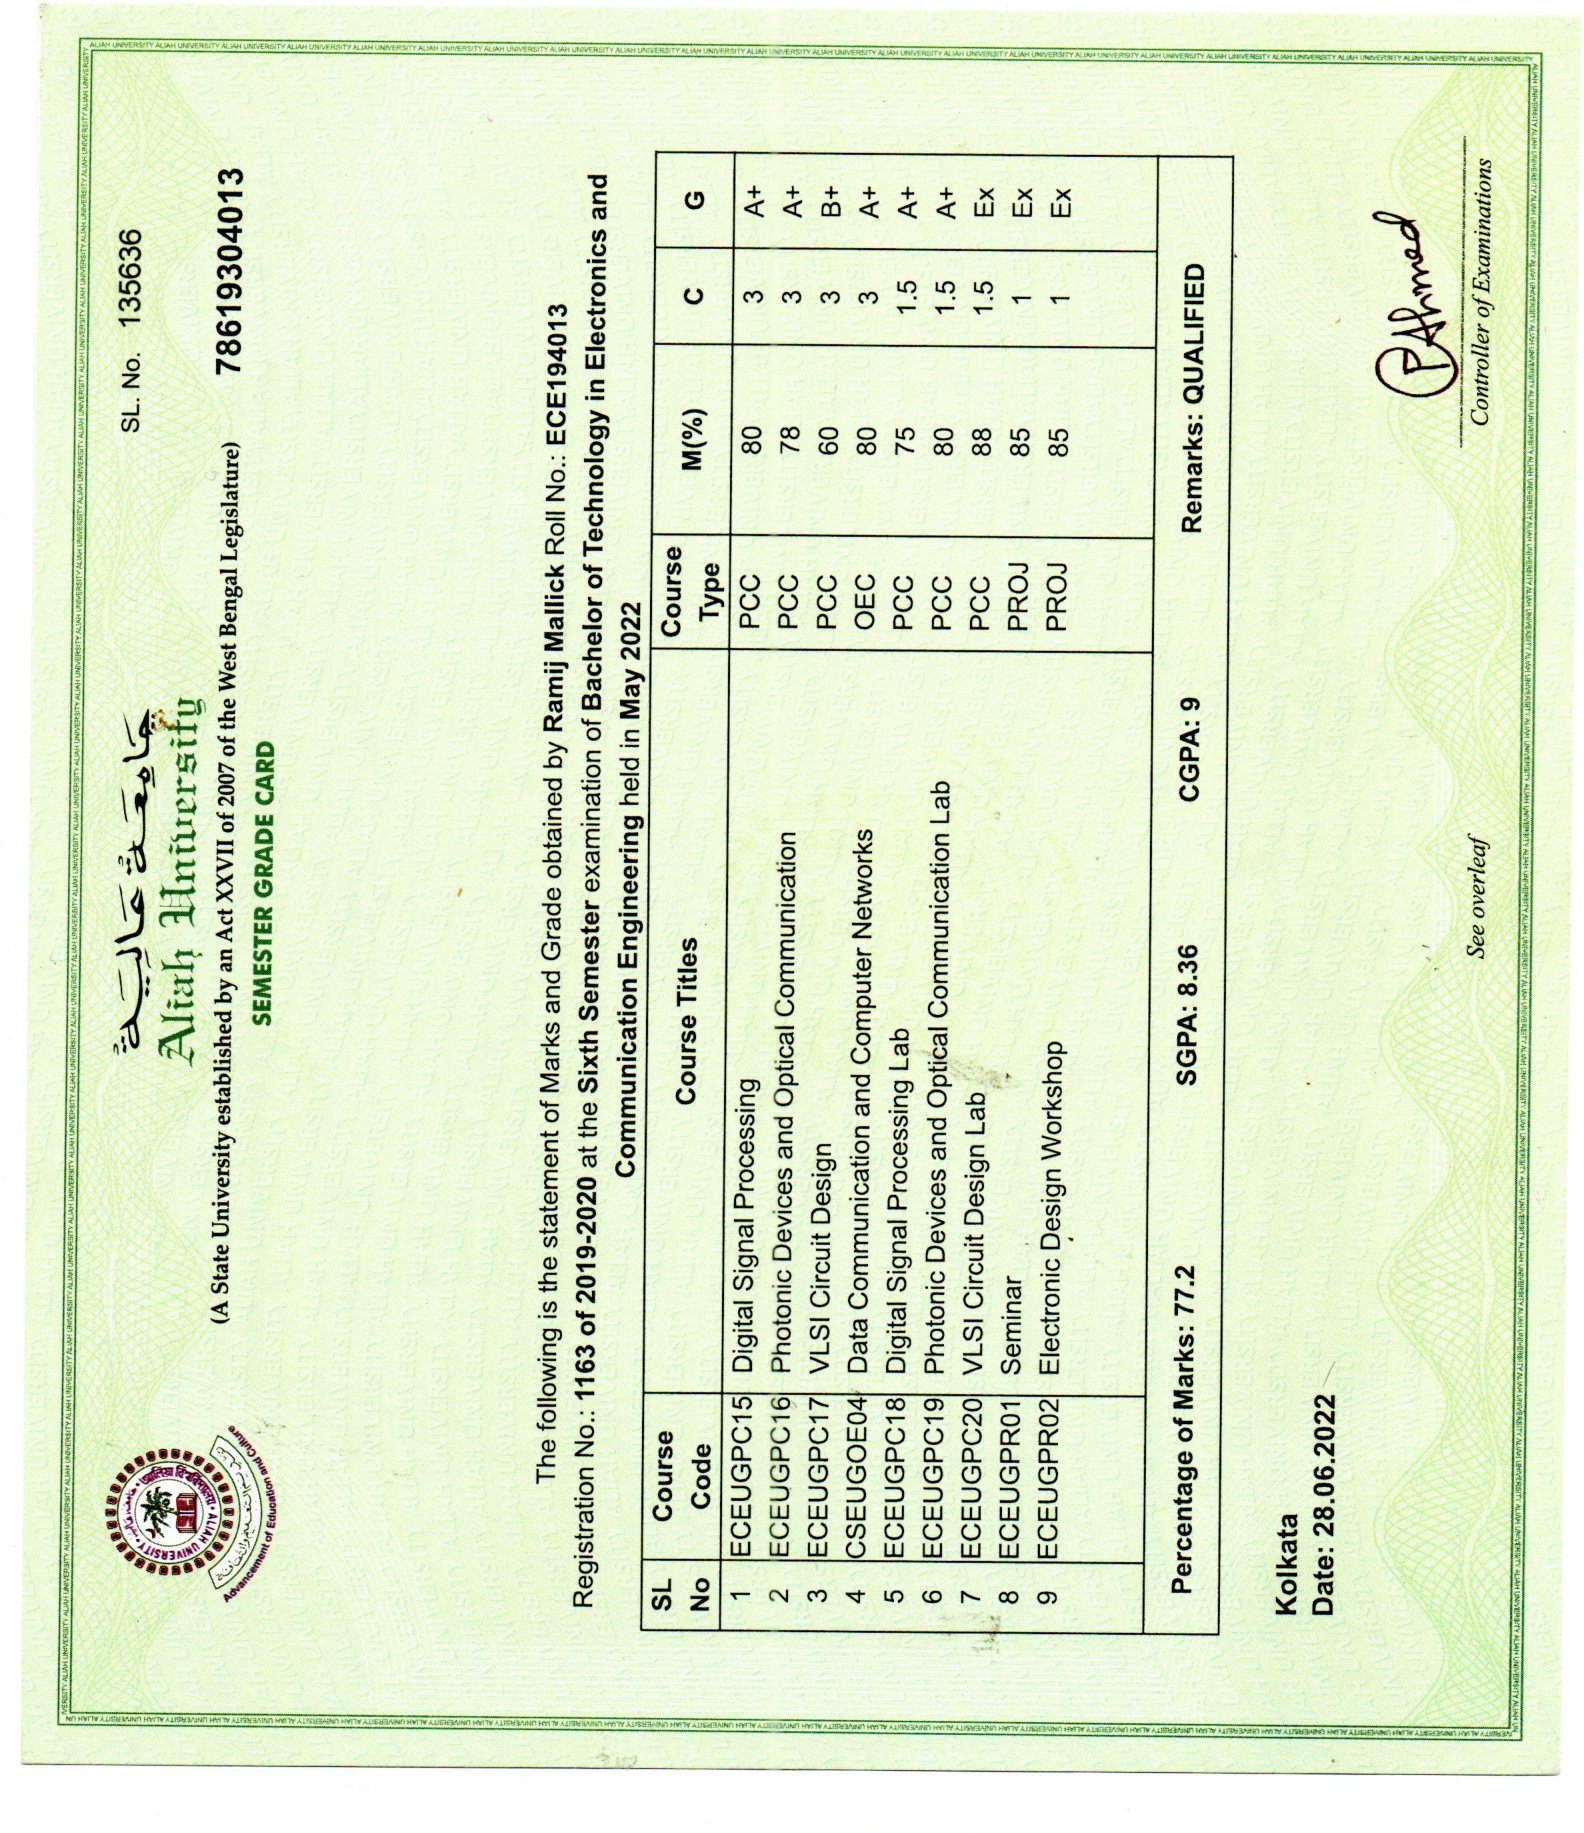 SL. No. 135636
جَامِعَة عَالِيَة
Aliah University
(A State University established by an Act XXVII of 2007 of the West Bengal Legislature)
78619304013
SEMESTER GRADE CARD
ALIAH UNIVERSITY
আলিয়া বিশ্ববিদ্যালয়
Advancement of Education and Culture
The following is the statement of Marks and Grade obtained by Ramij Mallick Roll No.: ECE194013
Registration No.: 1163 of 2019-2020 at the Sixth Semester examination of Bachelor of Technology in Electronics and
Communication Engineering held in May 2022
SL No Course Code Course Titles Course Type M(%) C G
1 ECEUGPC15 Digital Signal Processing PCC 80 3 A+
2 ECEUGPC16 Photonic Devices and Optical Communication PCC 78 3 A+
3 ECEUGPC17 VLSI Circuit Design PCC 60 3 B+
4 CSEUGOE04 Data Communication and Computer Networks OEC 80 3 A+
5 ECEUGPC18 Digital Signal Processing Lab PCC 75 1.5 A+
6 ECEUGPC19 Photonic Devices and Optical Communication Lab PCC 80 1.5 A+
7 ECEUGPC20 VLSI Circuit Design Lab PCC 88 1.5 Ex
8 ECEUGPR01 Seminar PROJ 85 1 Ex
9 ECEUGPR02 Electronic Design Workshop PROJ 85 1 Ex
Percentage of Marks: 77.2 SGPA: 8.36 CGPA: 9 Remarks: QUALIFIED
Kolkata
Date: 28.06.2022
PAhmed
See overleaf
Controller of Examinations